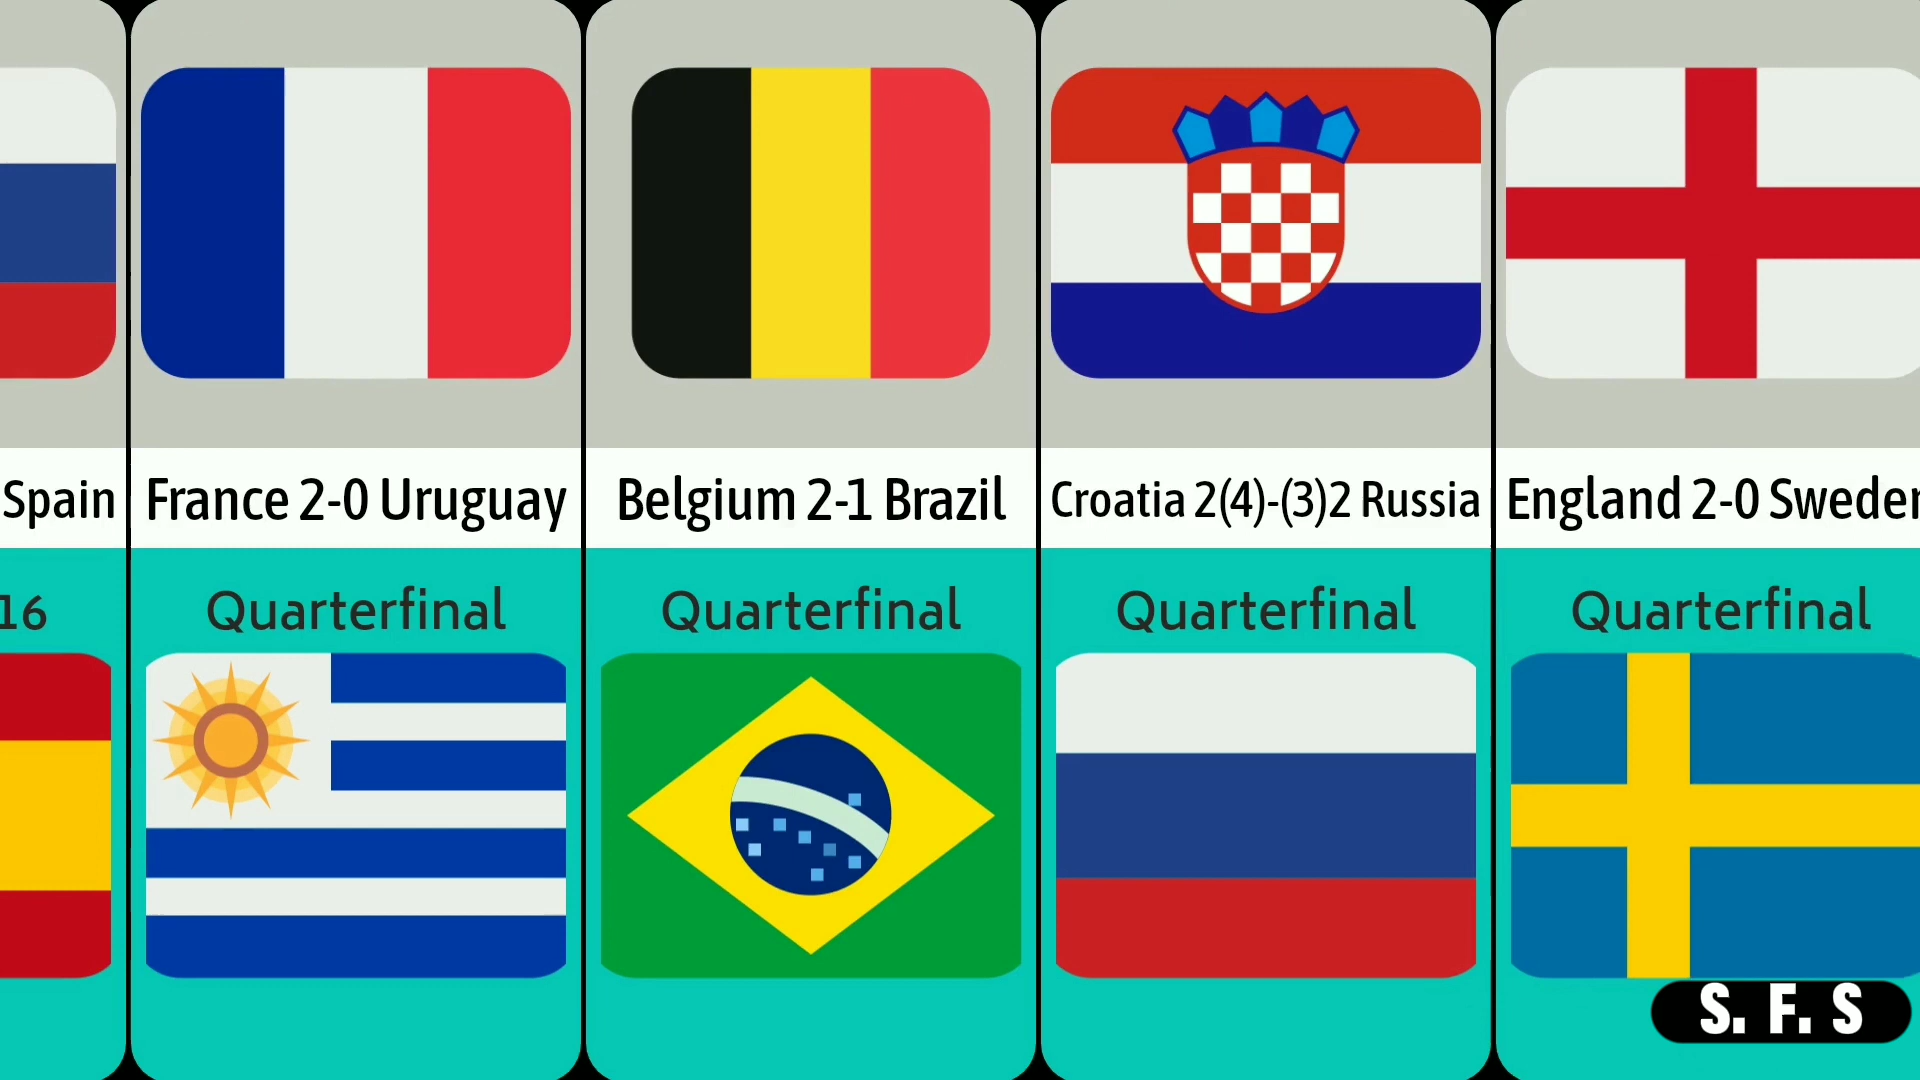 Spain
France 2-0 Uruguay
Belgium 2-1 Brazil
Croatia 2(4)-(3)2 Russia
England 2-0 Sweden
16
Quarterfinal
Quarterfinal
Quarterfinal
Quarterfinal
S. F. S